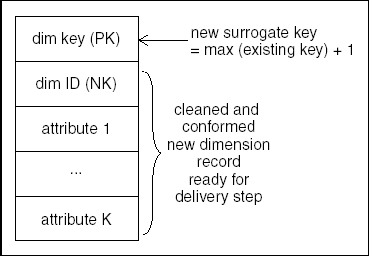 dim key (PK)
new surrogate key
= max (existing key) + 1
dim ID (NK)
attribute 1
...
attribute K
cleaned and
conformed
new dimension
record
ready for
delivery step